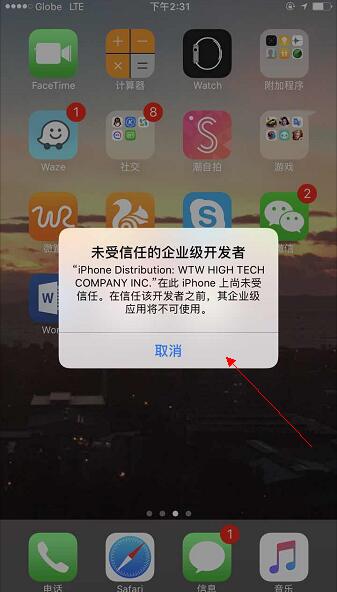 Globe LTE 下午2:31
FaceTime 计算器 Watch 附加程序
1 8
Waze 社交 潮自拍 游戏
2
Skype
S
W
未受信任的企业级开发者
“iPhone Distribution: WTW HIGH TECH
COMPANY INC.”在此 iPhone 上尚未受
信任。在信任该开发者之前，其企业级
应用将不可使用。
取消
1
电话 Safari 信息 音乐